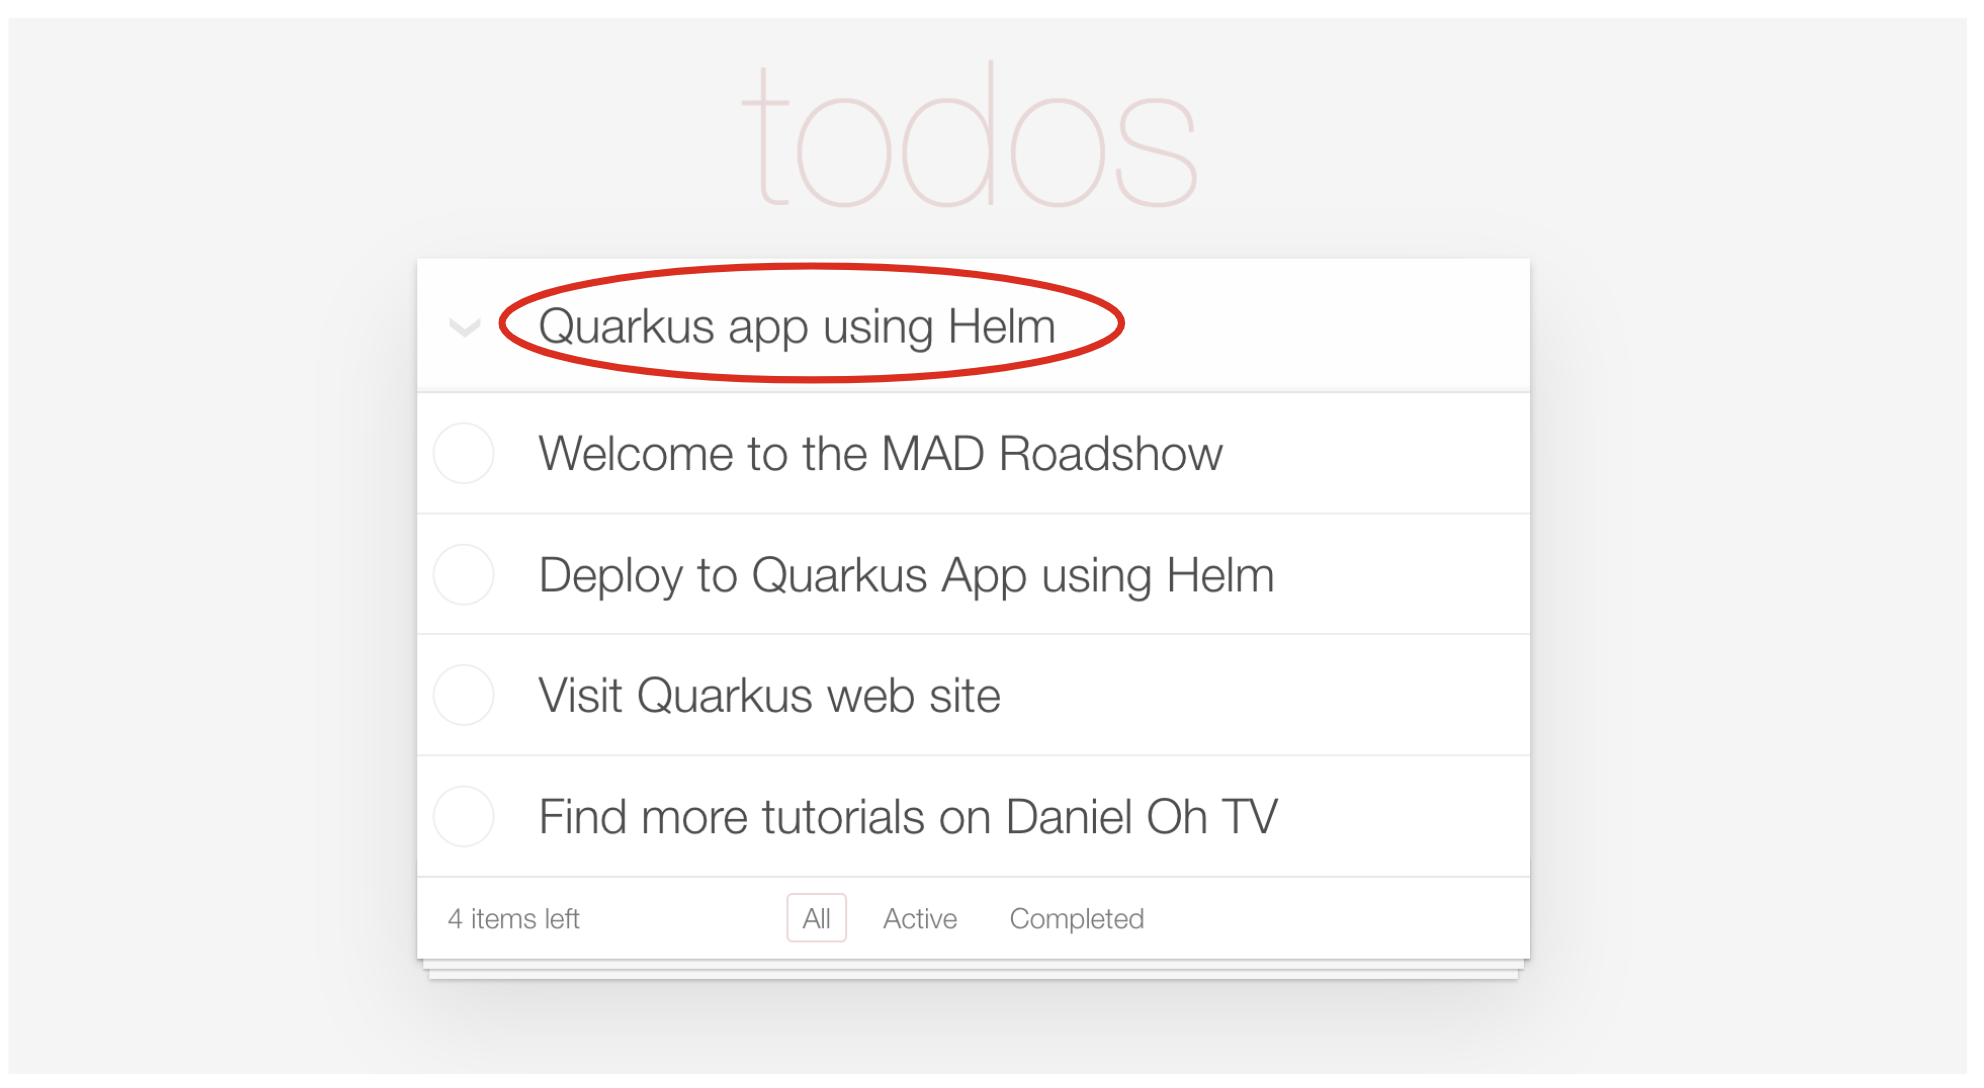 todos
Quarkus app using Helm
Welcome to the MAD Roadshow
Deploy to Quarkus App using Helm
Visit Quarkus web site
Find more tutorials on Daniel Oh TV
4 items left All Active Completed